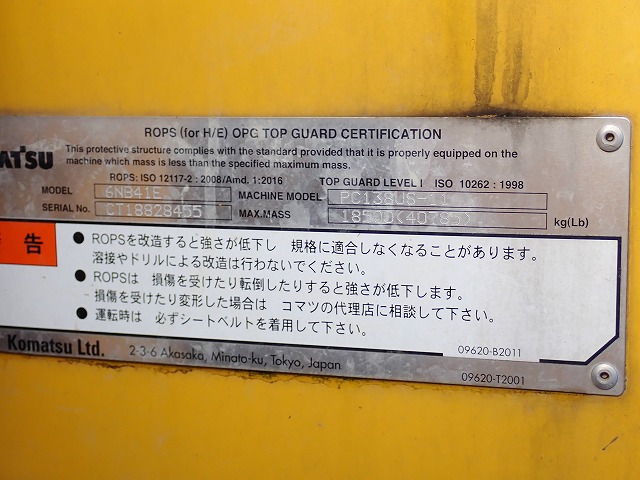 ROPS (for H/E) OPG TOP GUARD CERTIFICATION
ATSU This protective structure complies with the standard provided that it is properly equipped on the
machine which mass is less than the specified maximum mass.
ROPS: ISO 12117-2 : 2008/Amd. 1:2016 TOP GUARD LEVEL I ISO 10262 : 1998
MODEL 6NB41E MACHINE MODEL PC138US-11
SERIAL No. CT18828455 MAX.MASS 18500(40785) kg(Lb)
告
● ROPSを改造すると強さが低下し 規格に適合しなくなることがあります。
溶接やドリルによる改造は行わないでください。
● ROPSは 損傷を受けたり転倒したりすると強さが低下します。
損傷を受けたり変形した場合は コマツの代理店に相談して下さい。
● 運転時は 必ずシートベルトを着用して下さい。
09620-B2011
Komatsu Ltd. 2-3-6 Akasaka, Minato-ku, Tokyo, Japan
09620-T2001